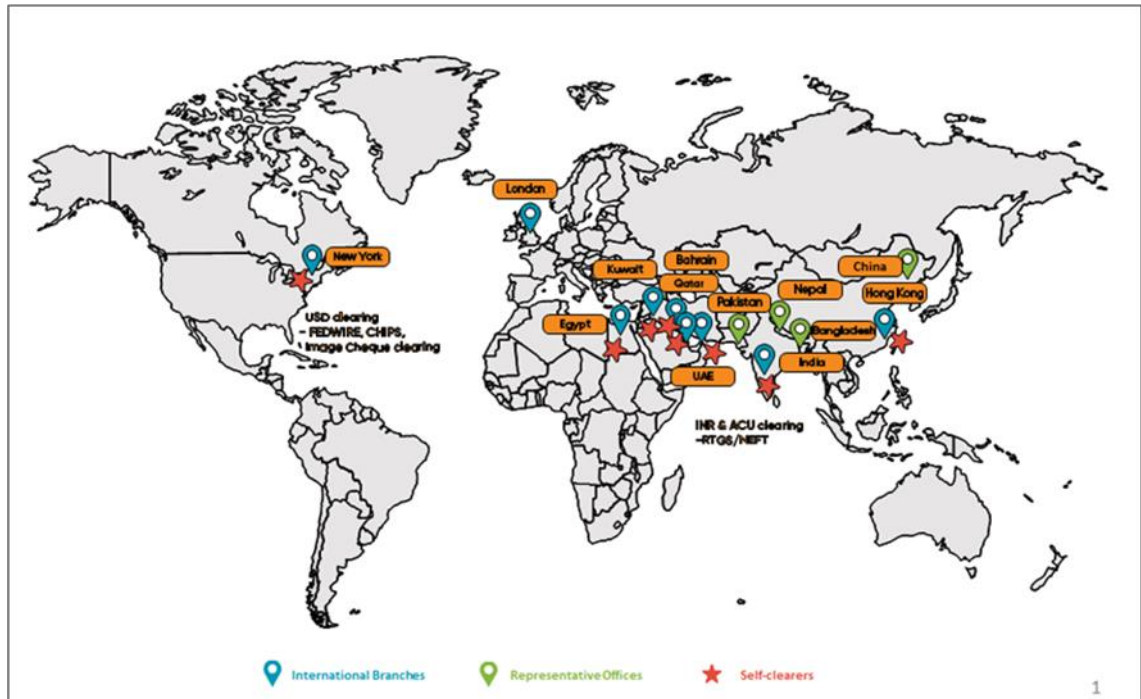 London
New York
Kuwait
Bahrain
Qatar
China
Nepal
Pakistan
Hong Kong
Egypt
Bangladesh
India
UAE
USD clearing
- FEDWIRE, CHIPS,
Image Cheque clearing
INR & ACU clearing
-RTGS/NEFT
International Branches
Representative Offices
Self-clearers
1